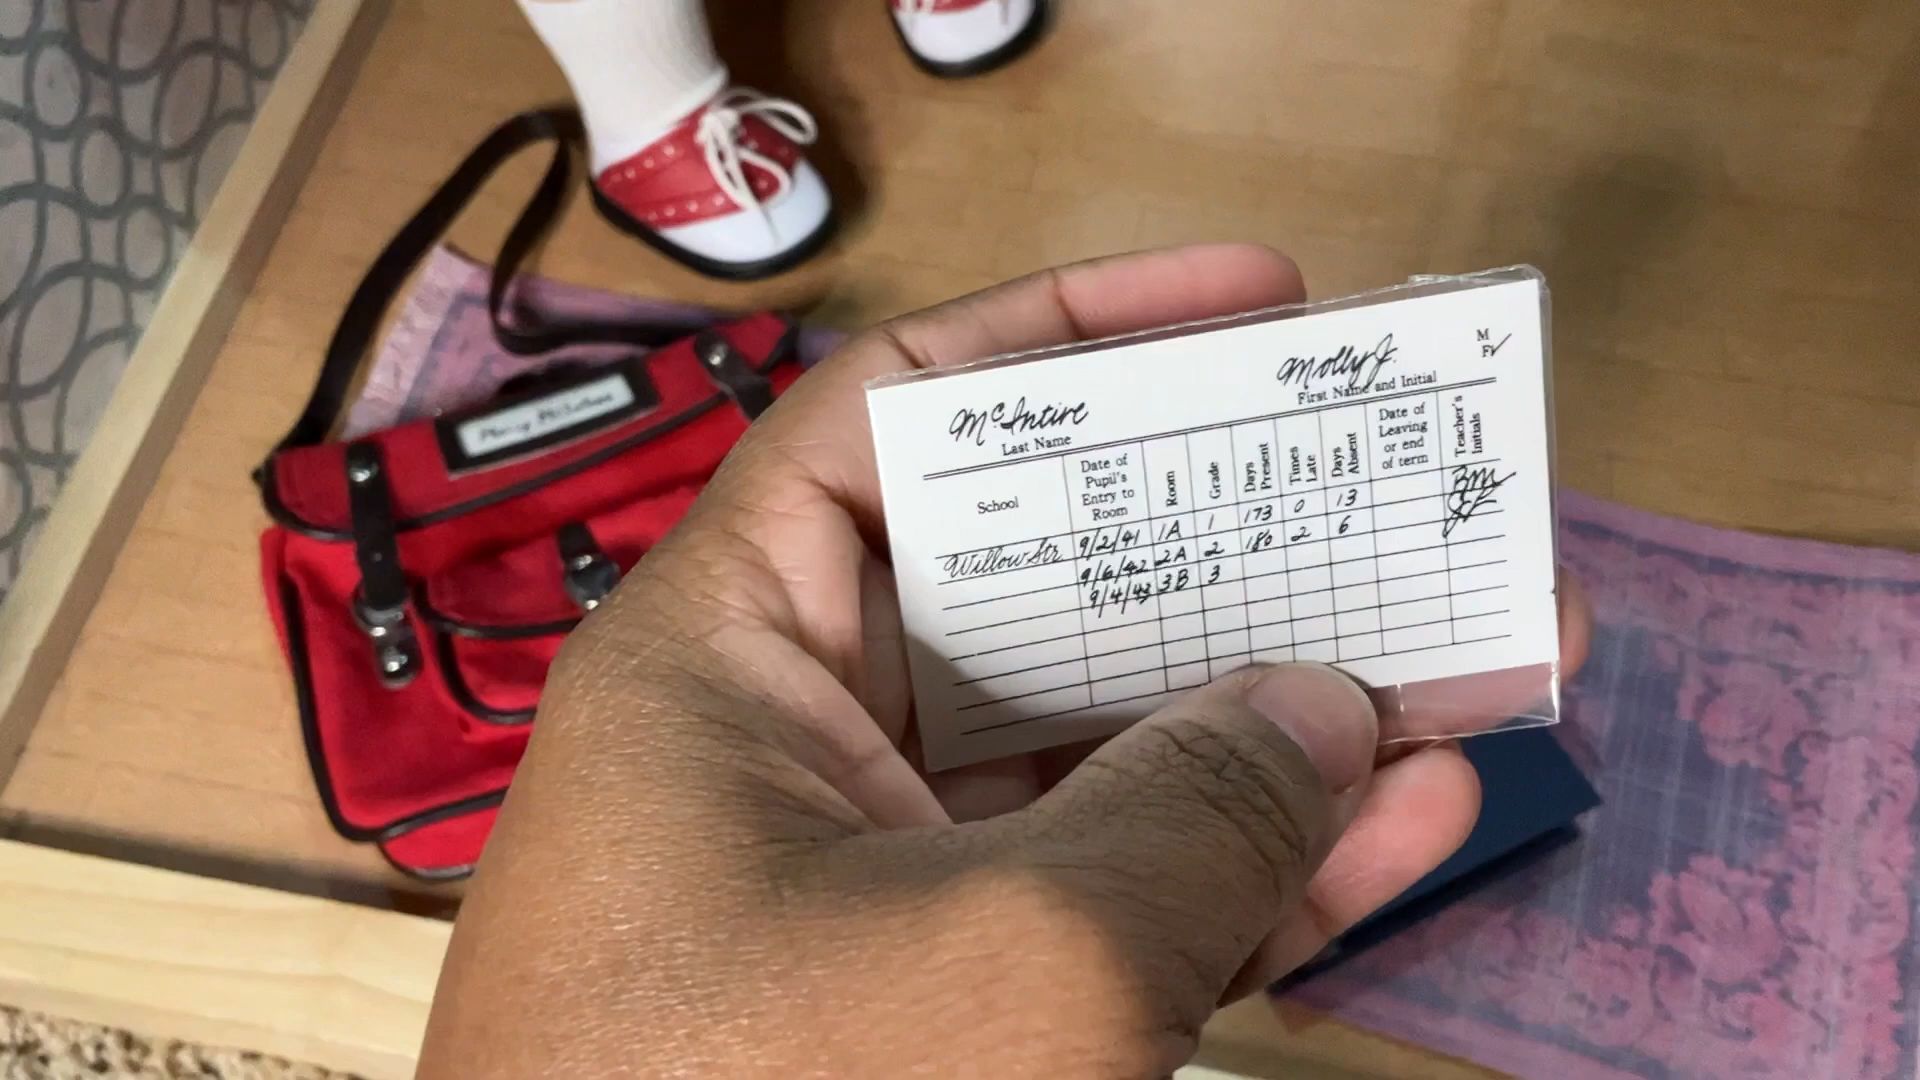 Molly J.
M
F✓
First Name and Initial
McIntire
Last Name
School
Date of Pupil's Entry to Room
Room
Grade
Days Present
Times Late
Days Absent
Date of Leaving or end of term
Teacher's Initials
Willow Str 9/2/41 1A 1 173 0 13 BM
9/6/42 2A 2 180 2 6
9/4/43 3B 3